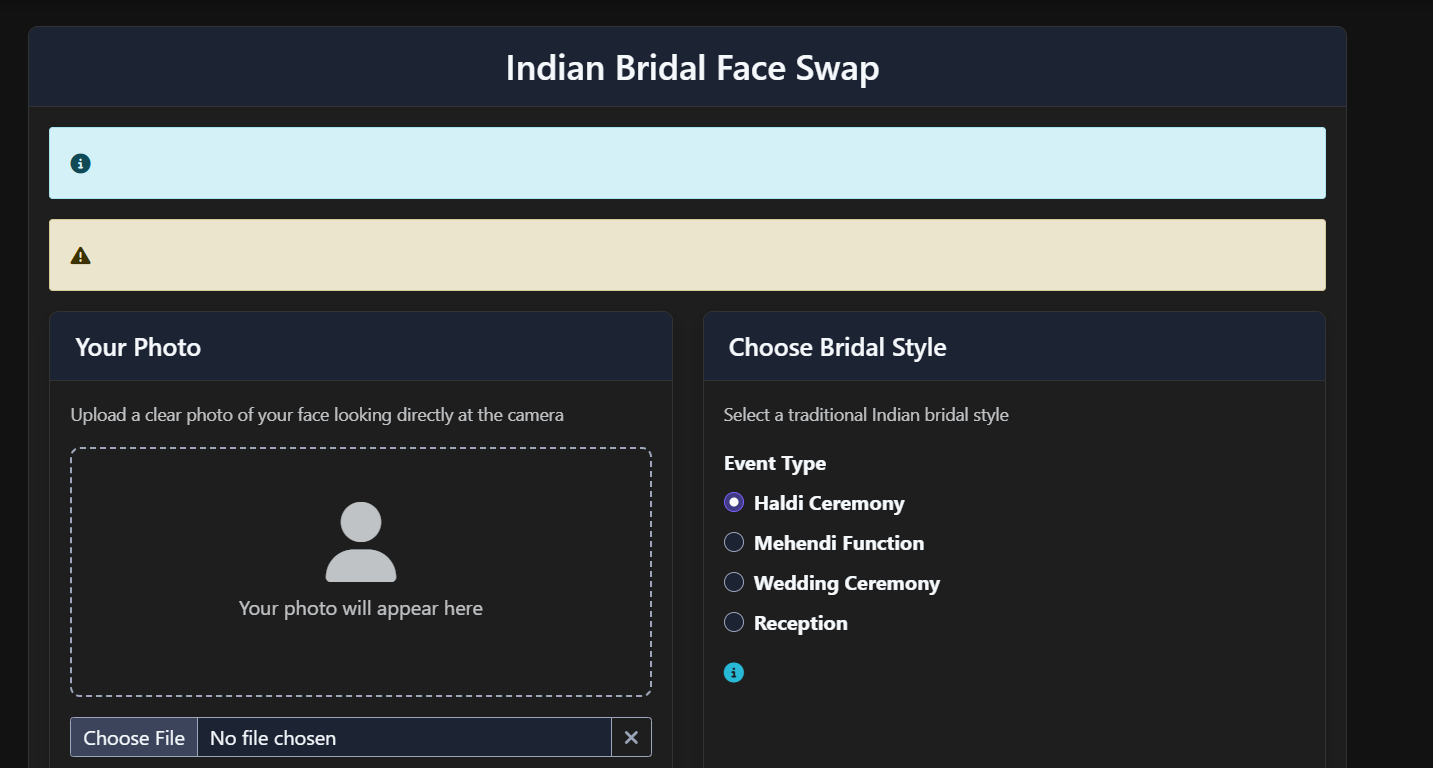 Indian Bridal Face Swap
Your Photo
Upload a clear photo of your face looking directly at the camera
Your photo will appear here
Choose File
No file chosen
Choose Bridal Style
Select a traditional Indian bridal style
Event Type
Haldi Ceremony
Mehendi Function
Wedding Ceremony
Reception